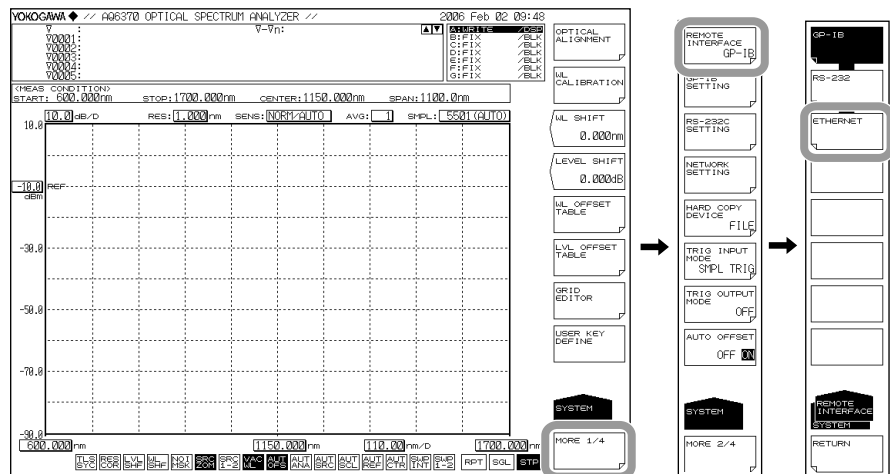 YOKOGAWA ◆ // AQ6370 OPTICAL SPECTRUM ANALYZER //
2006 Feb 02 09:48
∇ :
∇0001:
∇0002:
∇0003:
∇0004:
∇0005:
∇-∇n:
A:WRITE /DSP
B:FIX /BLK
C:FIX /BLK
D:FIX /BLK
E:FIX /BLK
F:FIX /BLK
G:FIX /BLK
<MEAS CONDITION>
START: 600.000nm STOP:1700.000nm CENTER:1150.000nm SPAN:1100.0nm
10.0 dB/D RES: 1.000 nm SENS: NORM/AUTO AVG: 1 SMPL: 5501(AUTO)
10.0
-10.0 REF
dBm
-30.0
-50.0
-70.0
-90.0
600.000 nm 1150.000 nm 110.00 nm/D 1700.000 nm
TLS SYC
RES COR
LVL SHF
WL SHF
NOI MSK
SRC ZOM
SRC 1-2
VAC WL
AUT OFS
AUT ANA
AUT SRC
AUT SCL
AUT REF
AUT CTR
SWP INT
SWP 1-2
RPT
SGL
STP
OPTICAL
ALIGNMENT
WL
CALIBRATION
WL SHIFT
0.000nm
LEVEL SHIFT
0.000dB
WL OFFSET
TABLE
LVL OFFSET
TABLE
GRID
EDITOR
USER KEY
DEFINE
SYSTEM
MORE 1/4
REMOTE
INTERFACE
GP-IB
GP-IB
SETTING
RS-232C
SETTING
NETWORK
SETTING
HARD COPY
DEVICE
FILE
TRIG INPUT
MODE
SMPL TRIG
TRIG OUTPUT
MODE
OFF
AUTO OFFSET
OFF ON
SYSTEM
MORE 2/4
GP-IB
RS-232
ETHERNET
REMOTE
INTERFACE
SYSTEM
RETURN